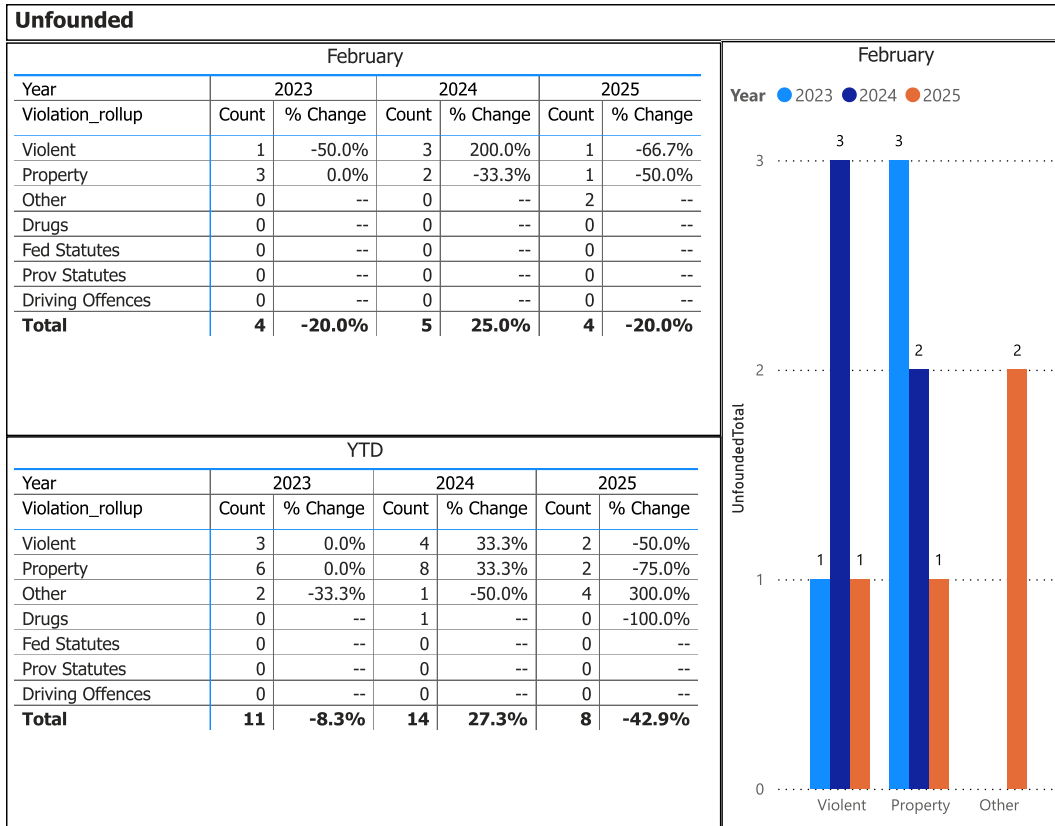 Unfounded
February
Year 2023 2024 2025
Violation_rollup Count % Change Count % Change Count % Change
Violent 1 -50.0% 3 200.0% 1 -66.7%
Property 3 0.0% 2 -33.3% 1 -50.0%
Other 0 -- 0 -- 2 --
Drugs 0 -- 0 -- 0 --
Fed Statutes 0 -- 0 -- 0 --
Prov Statutes 0 -- 0 -- 0 --
Driving Offences 0 -- 0 -- 0 --
Total 4 -20.0% 5 25.0% 4 -20.0%
YTD
Year 2023 2024 2025
Violation_rollup Count % Change Count % Change Count % Change
Violent 3 0.0% 4 33.3% 2 -50.0%
Property 6 0.0% 8 33.3% 2 -75.0%
Other 2 -33.3% 1 -50.0% 4 300.0%
Drugs 0 -- 1 -- 0 -100.0%
Fed Statutes 0 -- 0 -- 0 --
Prov Statutes 0 -- 0 -- 0 --
Driving Offences 0 -- 0 -- 0 --
Total 11 -8.3% 14 27.3% 8 -42.9%
February
Year 2023 2024 2025
3 3
3
2 2
2
1 1 1
1
0
UnfoundedTotal
Violent Property Other